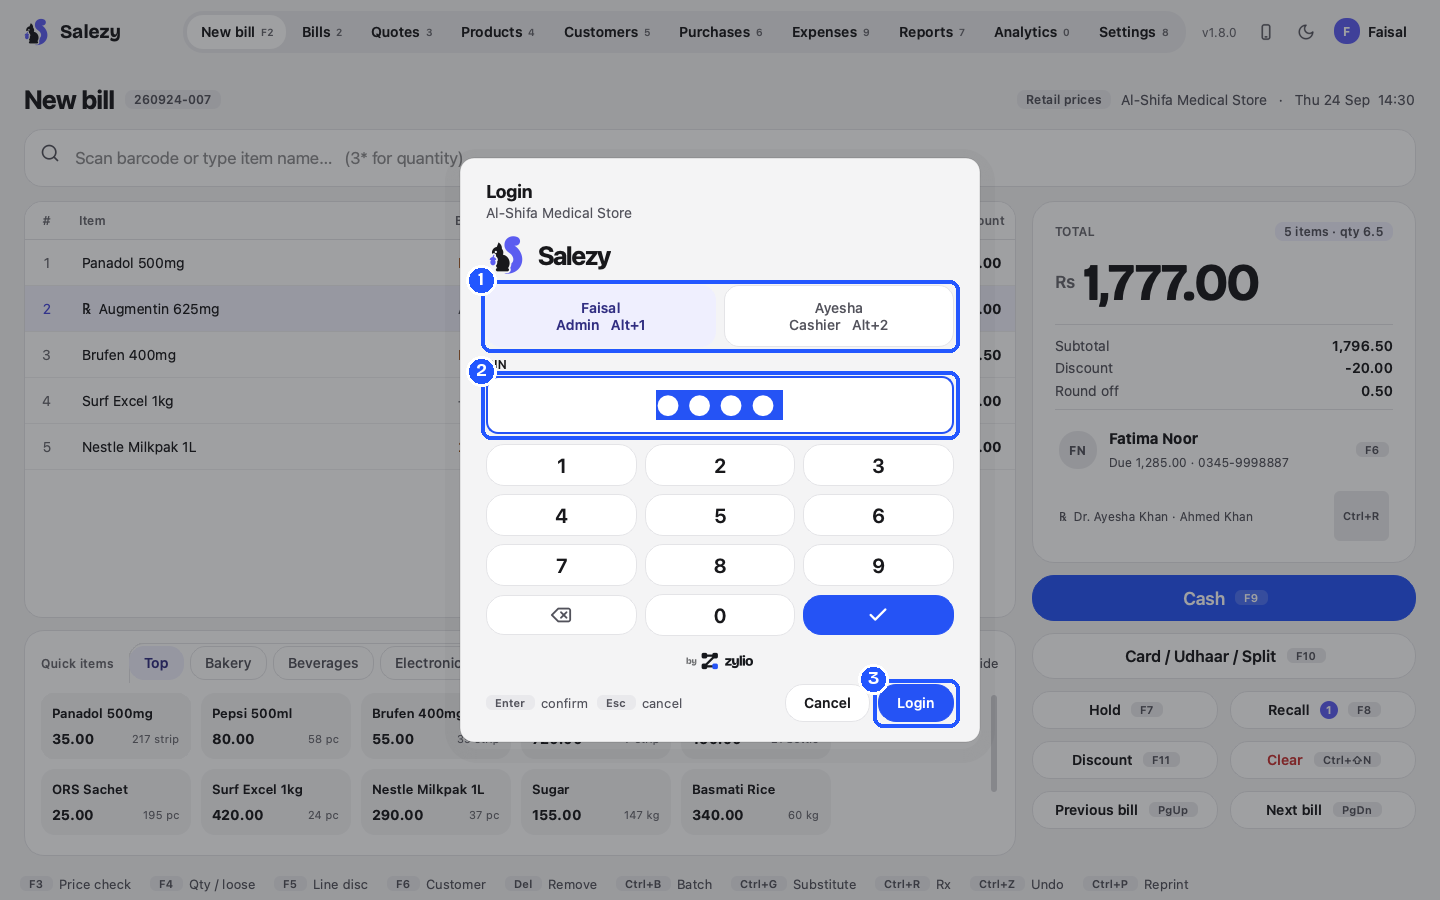 Salezy
New bill F2 Bills 2 Quotes 3 Products 4 Customers 5 Purchases 6 Expenses 9 Reports 7 Analytics 0 Settings 8
v1.8.0
F Faisal
New bill 260924-007
Retail prices Al-Shifa Medical Store · Thu 24 Sep 14:30
Scan barcode or type item name... (3* for quantity)
# Item
1 Panadol 500mg .00
2 ℞ Augmentin 625mg .00
3 Brufen 400mg .50
4 Surf Excel 1kg .00
5 Nestle Milkpak 1L .00
TOTAL 5 items · qty 6.5
Rs 1,777.00
Subtotal 1,796.50
Discount -20.00
Round off 0.50
FN Fatima Noor F6
Due 1,285.00 · 0345-9998887
℞ Dr. Ayesha Khan · Ahmed Khan Ctrl+R
Cash F9
Card / Udhaar / Split F10
Hold F7 Recall 1 F8
Discount F11 Clear Ctrl+⇧N
Previous bill PgUp Next bill PgDn
Login
Al-Shifa Medical Store
Salezy
1
Faisal
Admin Alt+1
Ayesha
Cashier Alt+2
2
1 2 3
4 5 6
7 8 9
0
by zylio
3
Enter confirm Esc cancel Cancel Login
Quick items Top Bakery Beverages
Panadol 500mg
35.00 217 strip
Pepsi 500ml
80.00 58 pc
Brufen 400mg
55.00
ORS Sachet
25.00 195 pc
Surf Excel 1kg
420.00 24 pc
Nestle Milkpak 1L
290.00 37 pc
Sugar
155.00 147 kg
Basmati Rice
340.00 60 kg
F3 Price check F4 Qty / loose F5 Line disc F6 Customer Del Remove Ctrl+B Batch Ctrl+G Substitute Ctrl+R Rx Ctrl+Z Undo Ctrl+P Reprint